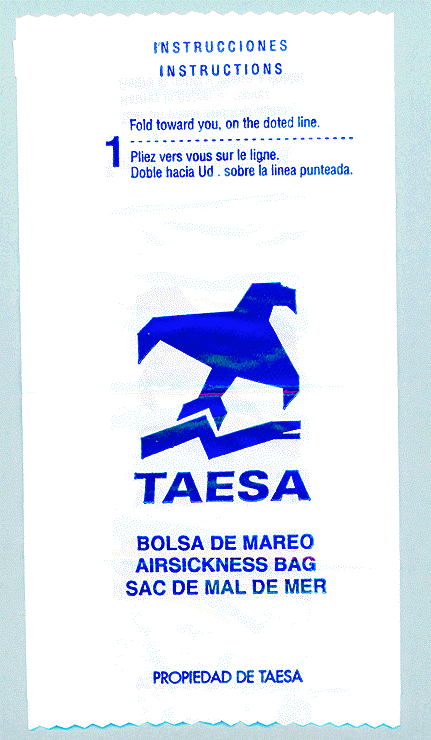 INSTRUCCIONES
INSTRUCTIONS
Fold toward you, on the doted line.
1
Pliez vers vous sur le ligne.
Doble hacia Ud . sobre la linea punteada.
TAESA
BOLSA DE MAREO
AIRSICKNESS BAG
SAC DE MAL DE MER
PROPIEDAD DE TAESA